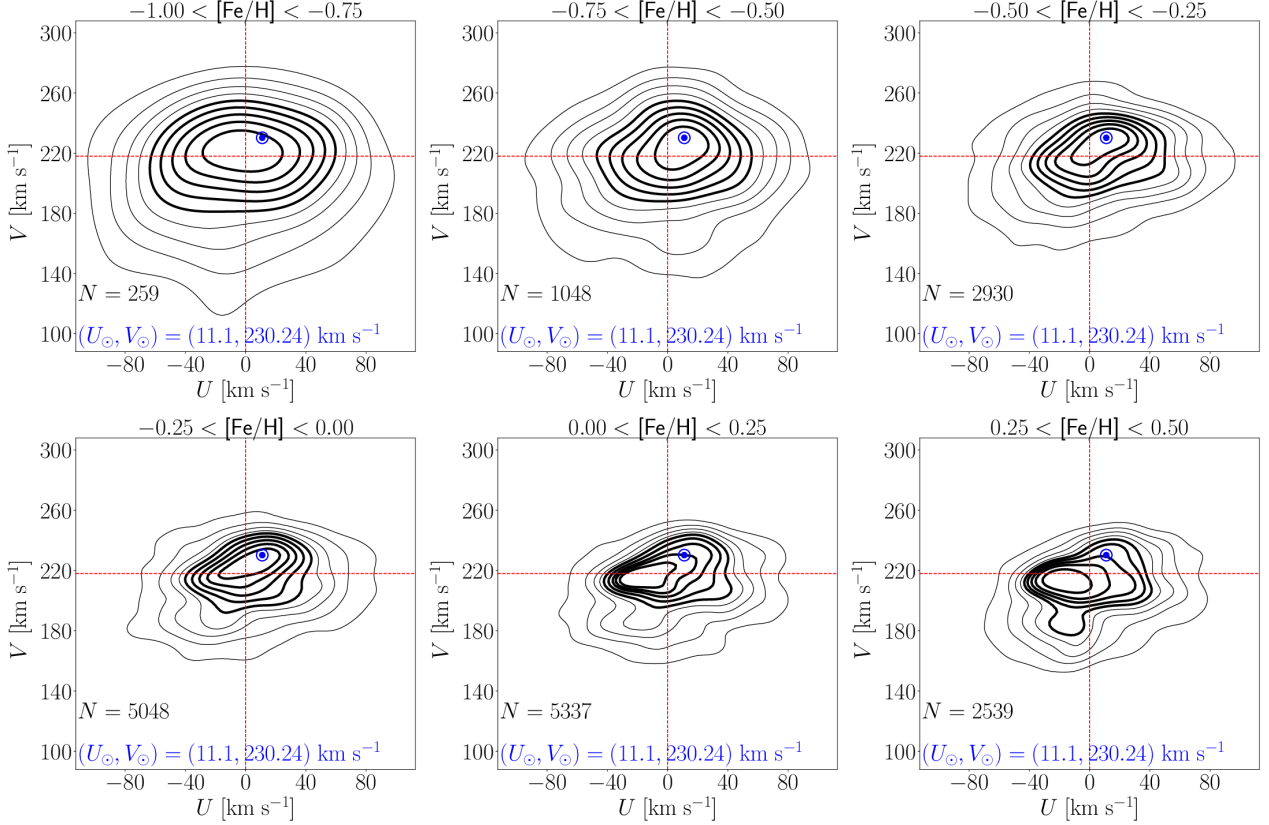 −1.00 < [Fe/H] < −0.75
300
260
220
180
140
100
V [km s⁻¹]
N = 259
(U⊙, V⊙) = (11.1, 230.24) km s⁻¹
−80 −40 0 40 80
U [km s⁻¹]
−0.75 < [Fe/H] < −0.50
300
260
220
180
140
100
V [km s⁻¹]
N = 1048
(U⊙, V⊙) = (11.1, 230.24) km s⁻¹
−80 −40 0 40 80
U [km s⁻¹]
−0.50 < [Fe/H] < −0.25
300
260
220
180
140
100
V [km s⁻¹]
N = 2930
(U⊙, V⊙) = (11.1, 230.24) km s⁻¹
−80 −40 0 40 80
U [km s⁻¹]
−0.25 < [Fe/H] < 0.00
300
260
220
180
140
100
V [km s⁻¹]
N = 5048
(U⊙, V⊙) = (11.1, 230.24) km s⁻¹
−80 −40 0 40 80
U [km s⁻¹]
0.00 < [Fe/H] < 0.25
300
260
220
180
140
100
V [km s⁻¹]
N = 5337
(U⊙, V⊙) = (11.1, 230.24) km s⁻¹
−80 −40 0 40 80
U [km s⁻¹]
0.25 < [Fe/H] < 0.50
300
260
220
180
140
100
V [km s⁻¹]
N = 2539
(U⊙, V⊙) = (11.1, 230.24) km s⁻¹
−80 −40 0 40 80
U [km s⁻¹]